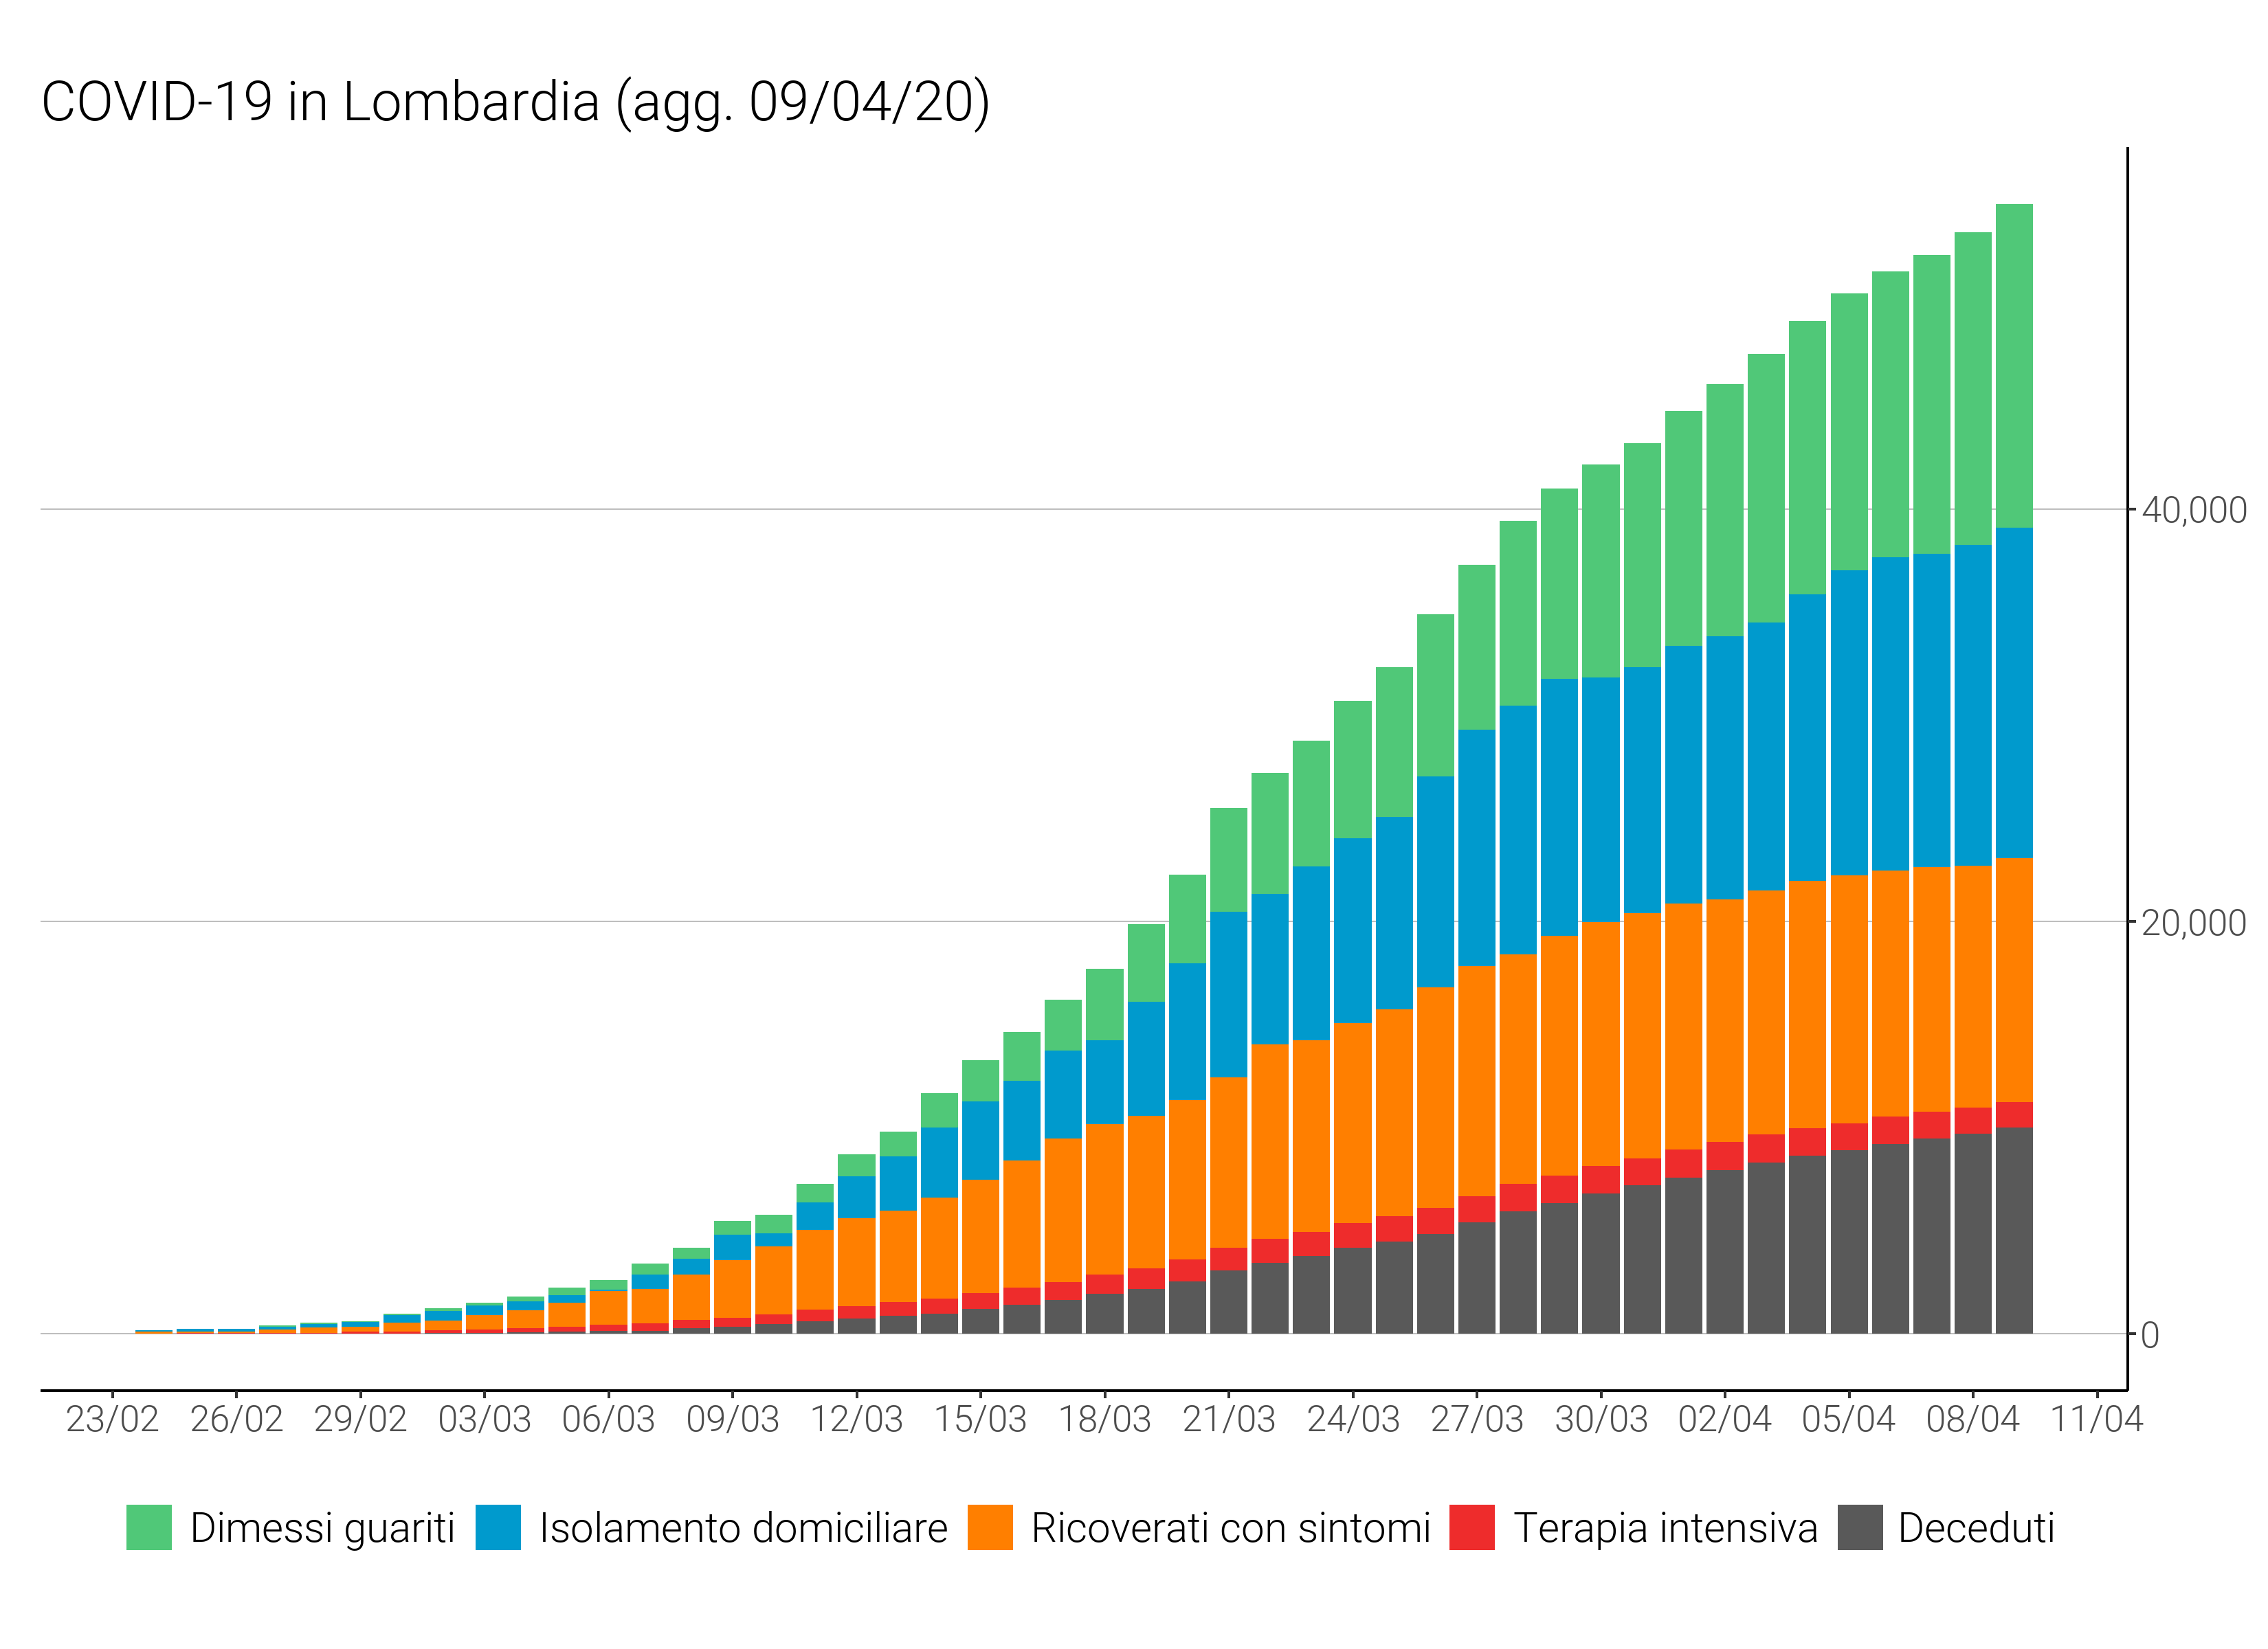 COVID-19 in Lombardia (agg. 09/04/20)
40,000
20,000
0
23/02 26/02 29/02 03/03 06/03 09/03 12/03 15/03 18/03 21/03 24/03 27/03 30/03 02/04 05/04 08/04 11/04
Dimessi guariti Isolamento domiciliare Ricoverati con sintomi Terapia intensiva Deceduti